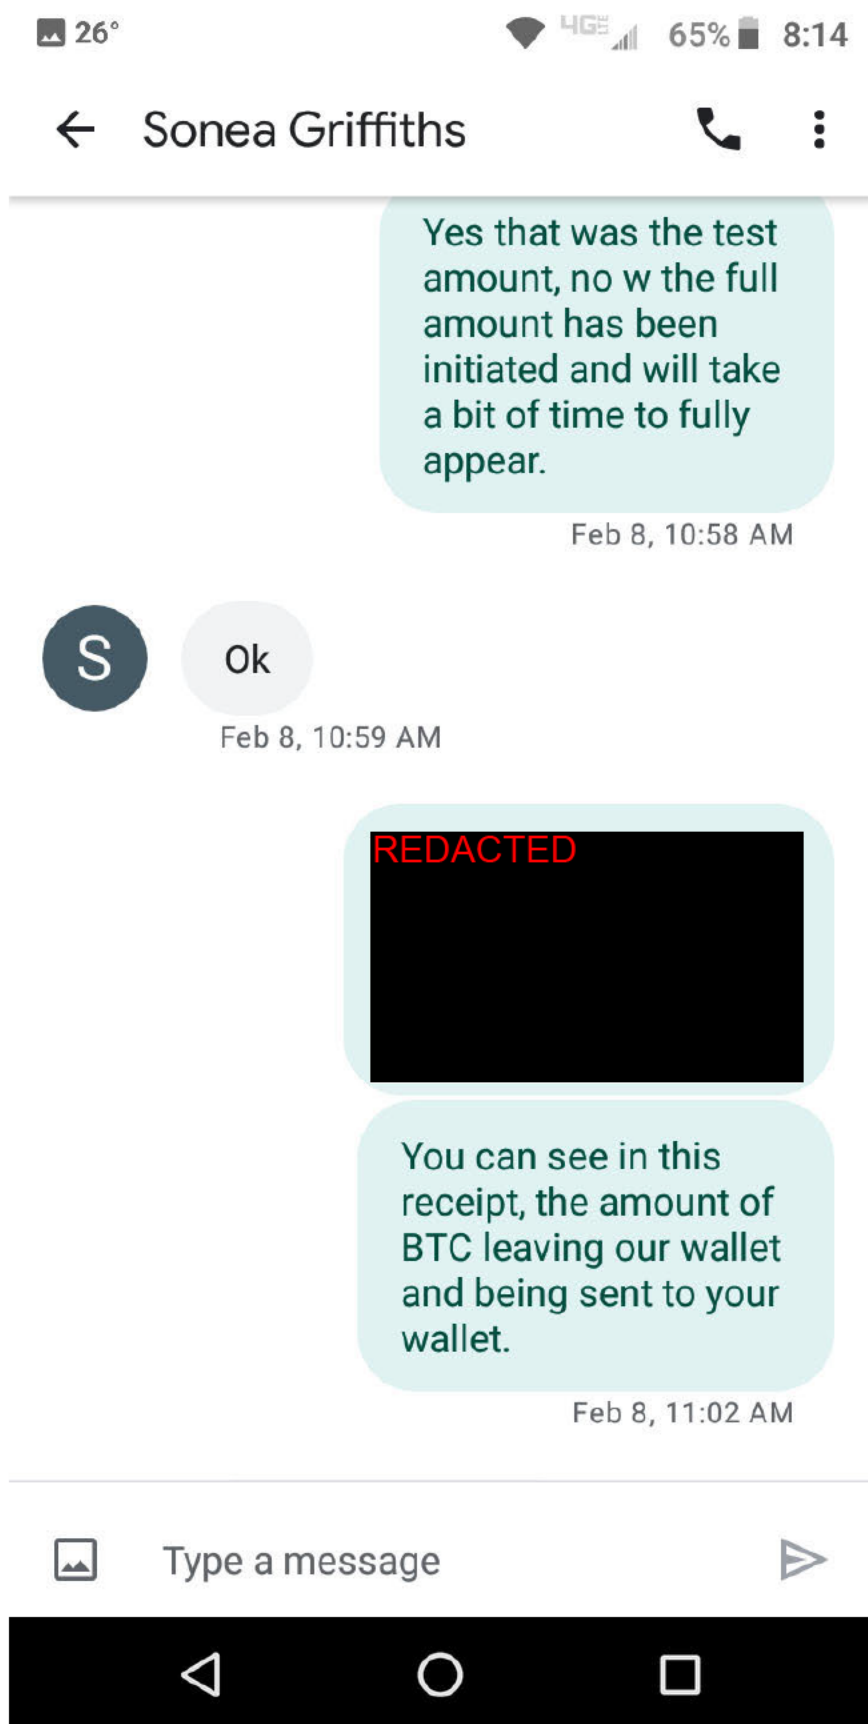 26° 4GE 65% 8:14
Sonea Griffiths
Yes that was the test
amount, no w the full
amount has been
initiated and will take
a bit of time to fully
appear.
Feb 8, 10:58 AM
S Ok
Feb 8, 10:59 AM
REDACTED
You can see in this
receipt, the amount of
BTC leaving our wallet
and being sent to your
wallet.
Feb 8, 11:02 AM
Type a message